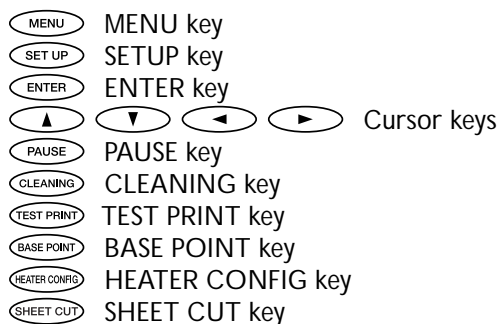 MENU MENU key
SET UP SETUP key
ENTER ENTER key
Cursor keys
PAUSE PAUSE key
CLEANING CLEANING key
TEST PRINT TEST PRINT key
BASE POINT BASE POINT key
HEATER CONFIG HEATER CONFIG key
SHEET CUT SHEET CUT key